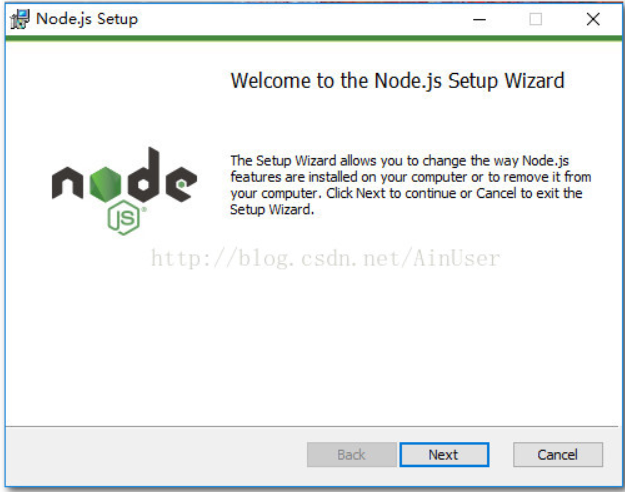 Node.js Setup
Welcome to the Node.js Setup Wizard
The Setup Wizard allows you to change the way Node.js
features are installed on your computer or to remove it from
your computer. Click Next to continue or Cancel to exit the
Setup Wizard.
node
JS
http://blog.csdn.net/AinUser
Back
Next
Cancel